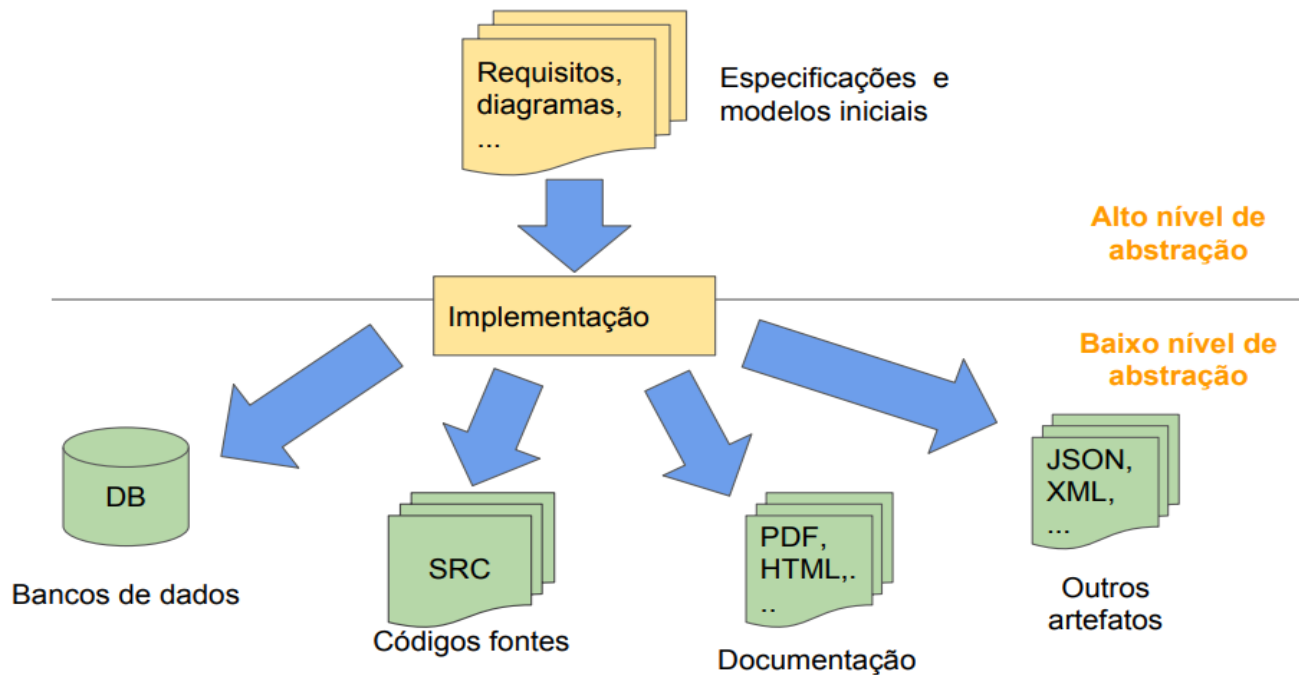 Requisitos,
diagramas,
...
Especificações e
modelos iniciais
Alto nível de
abstração
Implementação
Baixo nível de
abstração
DB
Bancos de dados
SRC
Códigos fontes
PDF,
HTML,.
..
Documentação
JSON,
XML,
...
Outros
artefatos